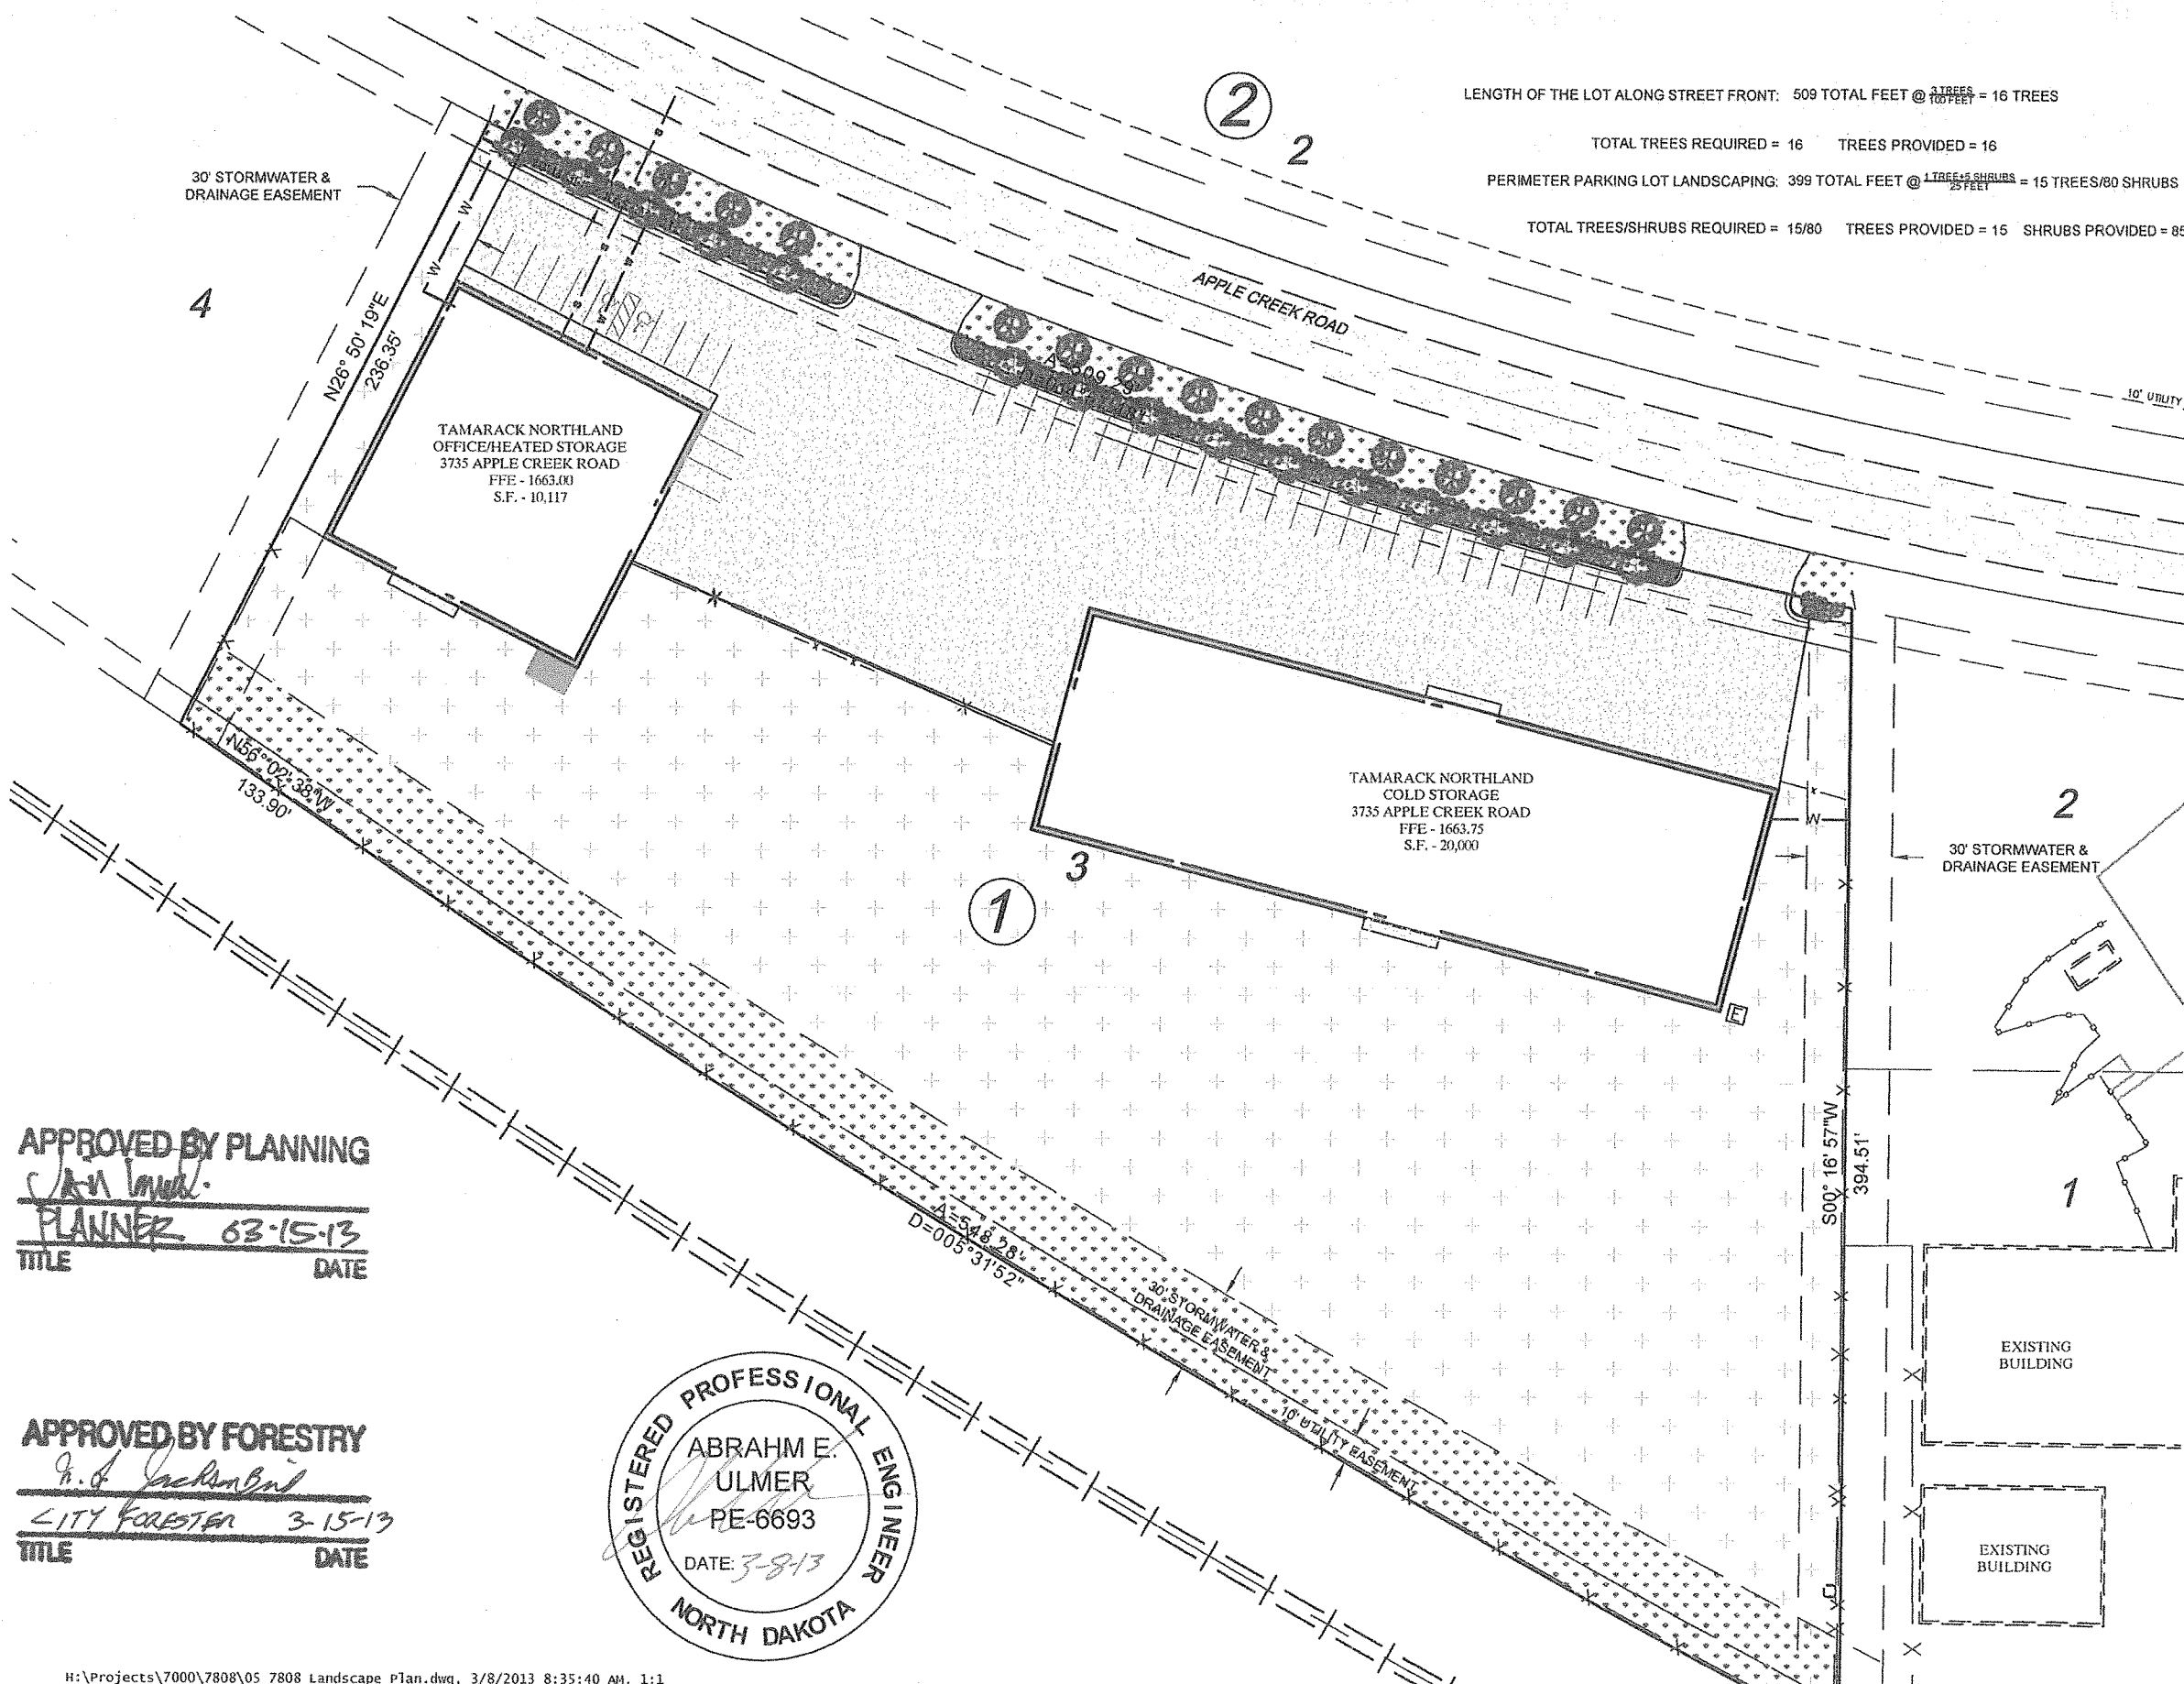 2
2
LENGTH OF THE LOT ALONG STREET FRONT: 509 TOTAL FEET @ 3 TREES / 100 FEET = 16 TREES
TOTAL TREES REQUIRED = 16 TREES PROVIDED = 16
PERIMETER PARKING LOT LANDSCAPING: 399 TOTAL FEET @ 1 TREE+5 SHRUBS / 25 FEET = 15 TREES/80 SHRUBS
TOTAL TREES/SHRUBS REQUIRED = 15/80 TREES PROVIDED = 15 SHRUBS PROVIDED = 85
30' STORMWATER &
DRAINAGE EASEMENT
4
N26° 50' 19"E
236.35'
W
W
S
S
W
S
W
APPLE CREEK ROAD
A=509.29
10' UTILITY
TAMARACK NORTHLAND
OFFICE/HEATED STORAGE
3735 APPLE CREEK ROAD
FFE - 1663.00
S.F. - 10,117
TAMARACK NORTHLAND
COLD STORAGE
3735 APPLE CREEK ROAD
FFE - 1663.75
S.F. - 20,000
W
2
30' STORMWATER &
DRAINAGE EASEMENT
N56° 02' 38"W
133.90'
3
1
E
S00° 16' 57"W
394.51'
1
A=548.28'
D=005°31'52"
30' STORMWATER &
DRAINAGE EASEMENT
10' UTILITY EASEMENT
EXISTING
BUILDING
EXISTING
BUILDING
APPROVED BY PLANNING
PLANNER 03-15-13
TITLE DATE
APPROVED BY FORESTRY
CITY FORESTER 3-15-13
TITLE DATE
REGISTERED PROFESSIONAL ENGINEER
ABRAHM E.
ULMER
PE-6693
DATE: 3-8-13
NORTH DAKOTA
H:\Projects\7000\7808\05 7808 Landscape Plan.dwg, 3/8/2013 8:35:40 AM, 1:1